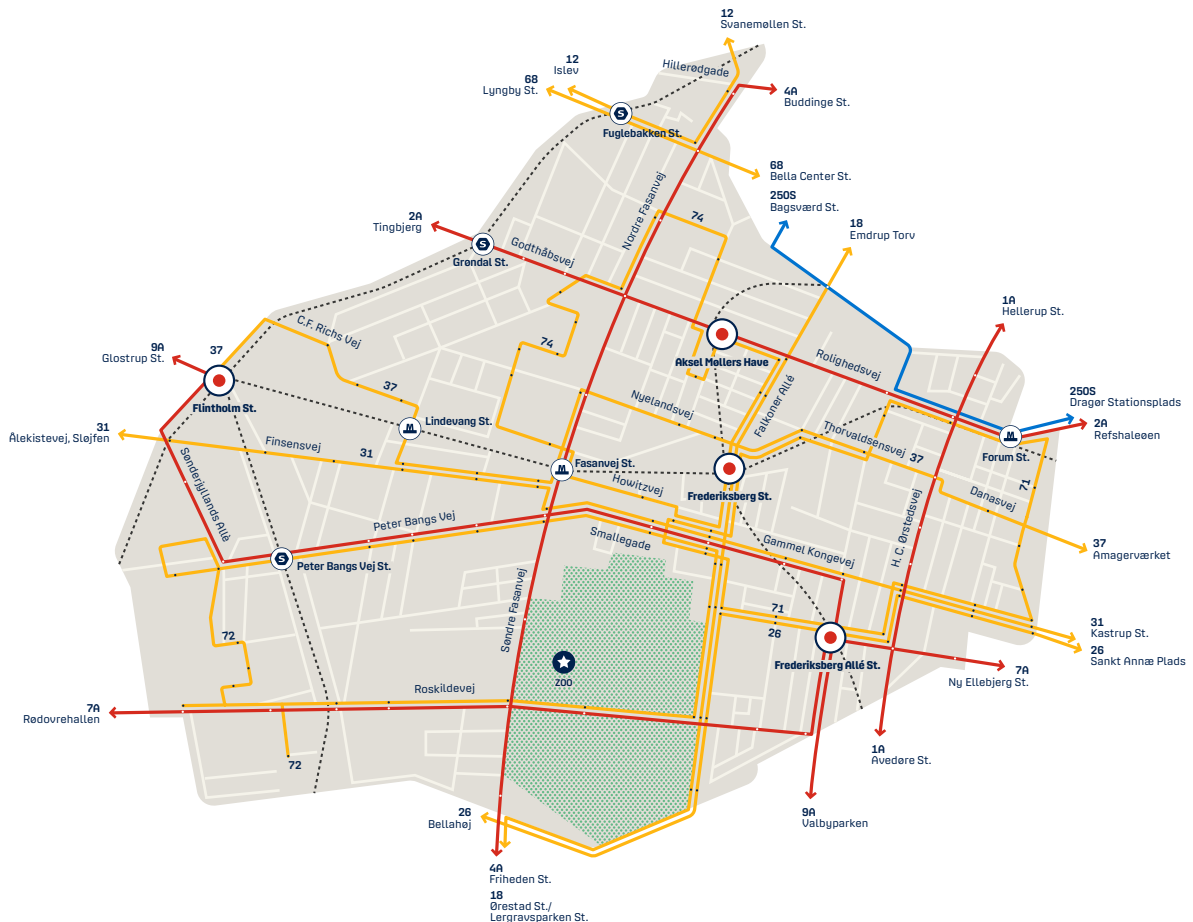 12
Svanemøllen St.
12
Islev
Hillerødgade
68
Lyngby St.
4A
Buddinge St.
S
Fuglebakken St.
68
Bella Center St.
250S
Bagsværd St.
Nordre Fasanvej
74
2A
Tingbjerg
18
Emdrup Torv
S
Grøndal St.
Godthåbsvej
1A
Hellerup St.
C.F. Richs Vej
9A
Glostrup St.
37
74
Aksel Møllers Have
Rolighedsvej
Flintholm St.
37
Nyelandsvej
Falkoner Allé
250S
Dragør Stationsplads
Lindevang St.
2A
Refshaleøen
31
Ålekistevej, Sløjfen
Finsensvej
31
Thorvaldsensvej
37
Forum St.
Fasanvej St.
Howitzvej
Frederiksberg St.
71
Sønderjyllands Allè
Danasvej
Peter Bangs Vej
Smallegade
Gammel Kongevej
H.C. Ørstedsvej
37
Amagerværket
S
Peter Bangs Vej St.
Søndre Fasanvej
71
26
72
31
Kastrup St.
26
Sankt Annæ Plads
Frederiksberg Allé St.
ZOO
7A
Ny Ellebjerg St.
Roskildevej
7A
Rødovrehallen
72
1A
Avedøre St.
26
Bellahøj
9A
Valbyparken
4A
Friheden St.
18
Ørestad St./
Lergravsparken St.